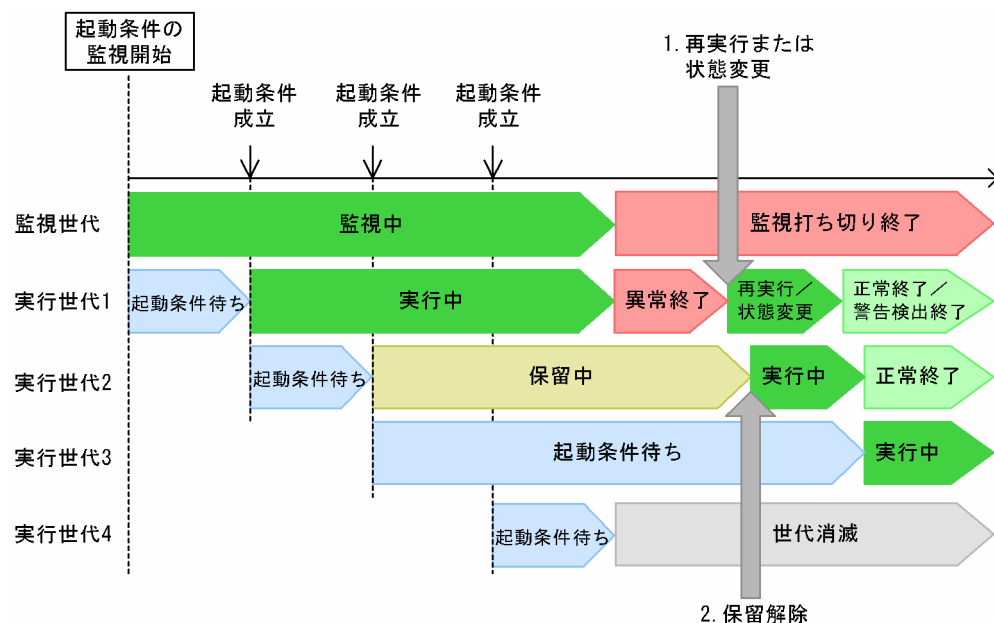 起動条件の
監視開始
1. 再実行または
状態変更
起動条件
成立
起動条件
成立
起動条件
成立
監視世代
監視中
監視打ち切り終了
実行世代1
起動条件待ち
実行中
異常終了
再実行／
状態変更
正常終了／
警告検出終了
実行世代2
起動条件待ち
保留中
実行中
正常終了
実行世代3
起動条件待ち
実行中
実行世代4
起動条件待ち
世代消滅
2. 保留解除